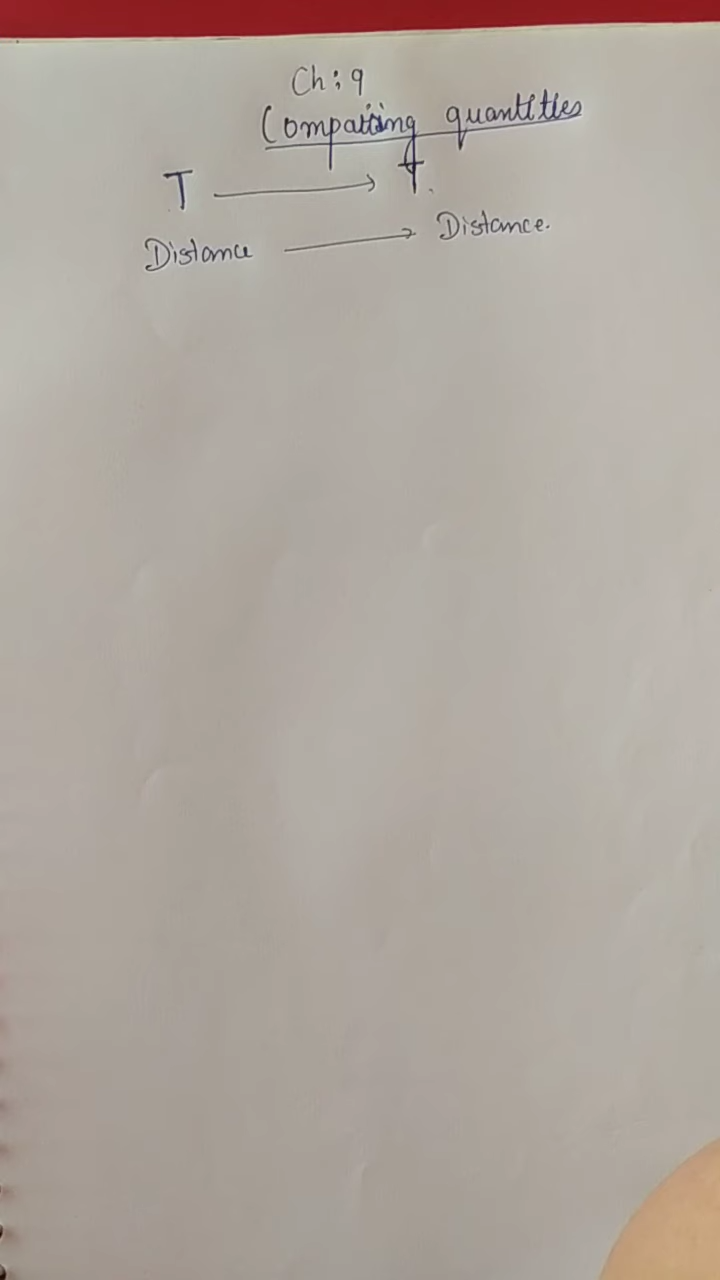 Ch: 9
Comparing quantities
T → t.
Distance → Distance.